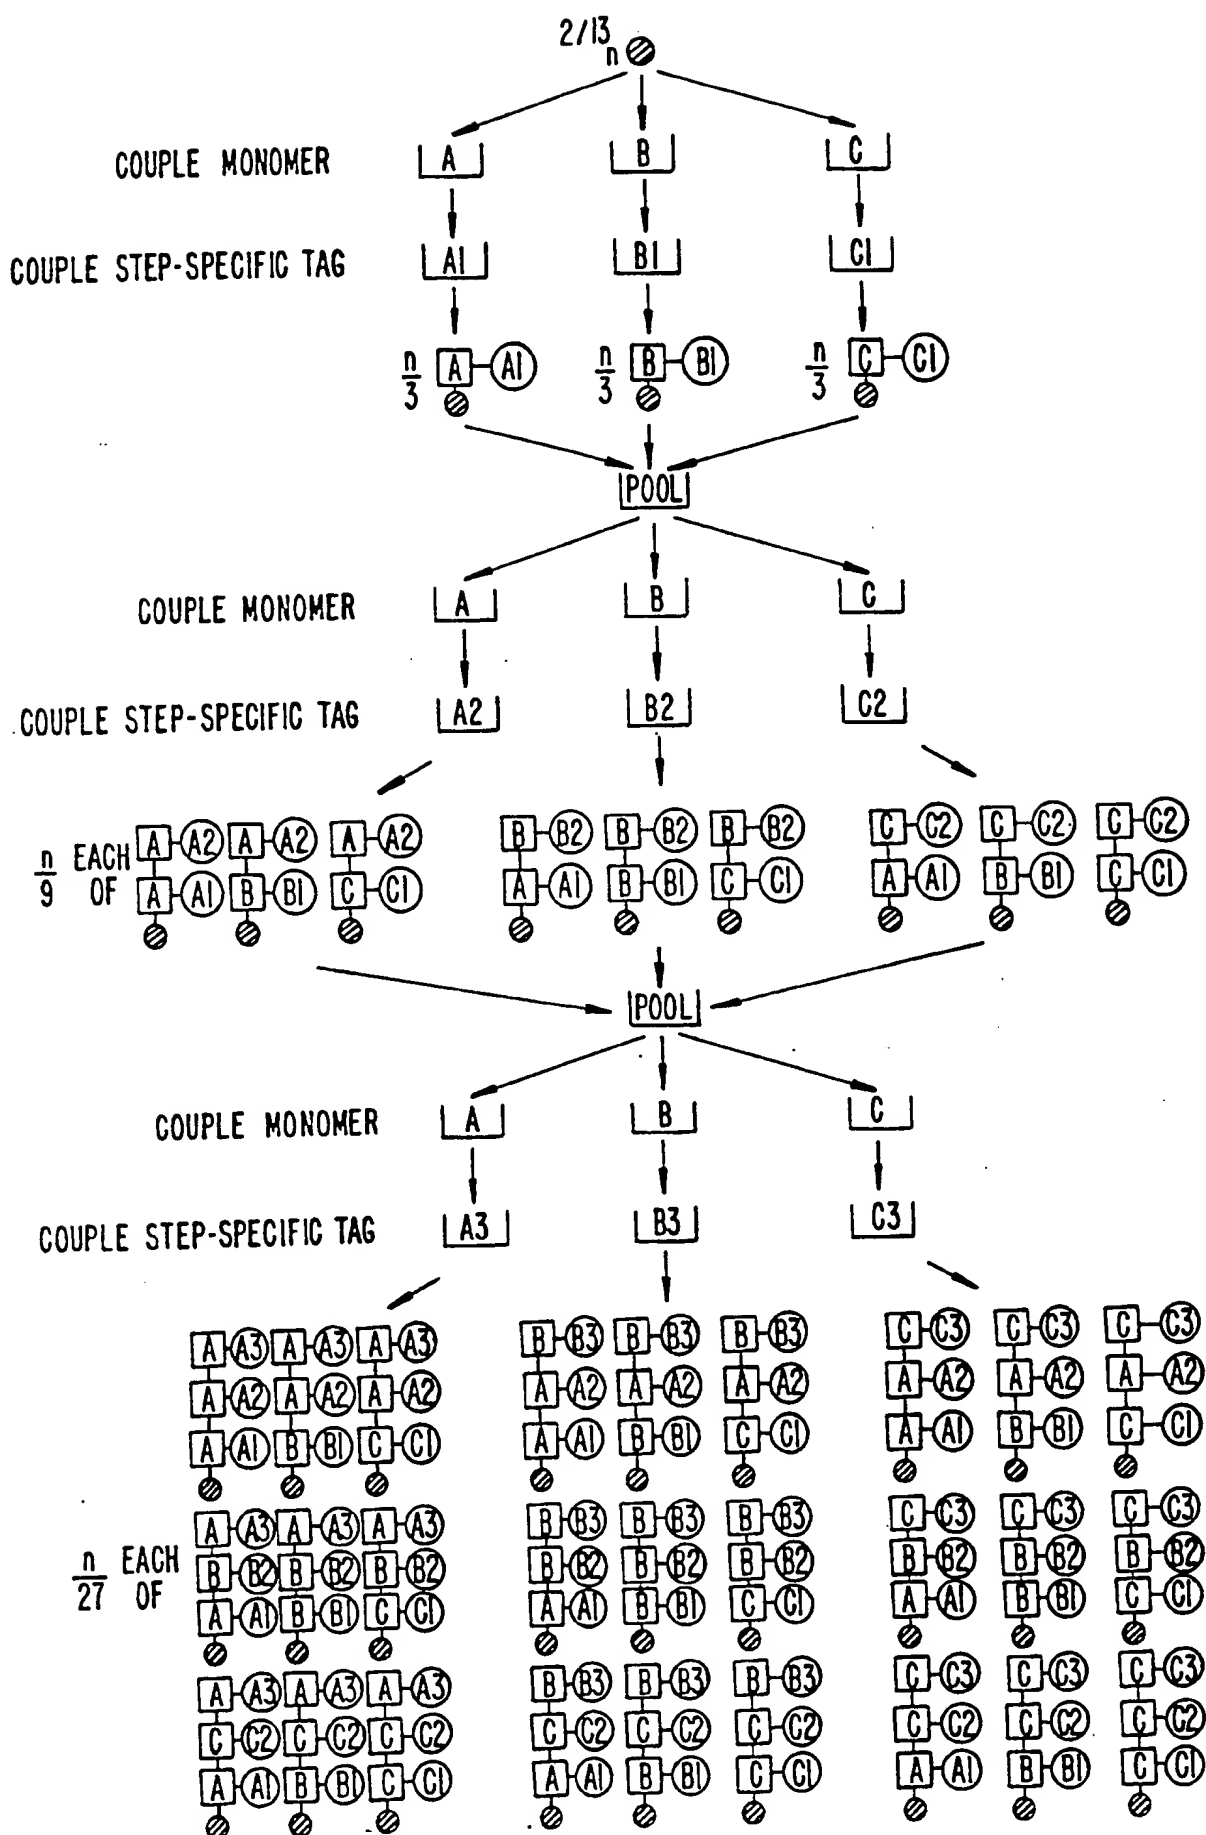 2/13
n
COUPLE MONOMER A B C
COUPLE STEP-SPECIFIC TAG A1 B1 C1
n/3 A A1 n/3 B B1 n/3 C C1
POOL
COUPLE MONOMER A B C
COUPLE STEP-SPECIFIC TAG A2 B2 C2
A A2 A A2 A A2 B B2 B B2 B B2 C C2 C C2 C C2
n/9 EACH OF
A A1 B B1 C C1 A A1 B B1 C C1 A A1 B B1 C C1
POOL
COUPLE MONOMER A B C
COUPLE STEP-SPECIFIC TAG A3 B3 C3
A A3 A A3 A A3 B B3 B B3 B B3 C C3 C C3 C C3
A A2 A A2 A A2 A A2 A A2 A A2 A A2 A A2 A A2
A A1 B B1 C C1 A A1 B B1 C C1 A A1 B B1 C C1
A A3 A A3 A A3 B B3 B B3 B B3 C C3 C C3 C C3
n/27 EACH OF
B B2 B B2 B B2 B B2 B B2 B B2 B B2 B B2 B B2
A A1 B B1 C C1 A A1 B B1 C C1 A A1 B B1 C C1
A A3 A A3 A A3 B B3 B B3 B B3 C C3 C C3 C C3
C C2 C C2 C C2 C C2 C C2 C C2 C C2 C C2 C C2
A A1 B B1 C C1 A A1 B B1 C C1 A A1 B B1 C C1